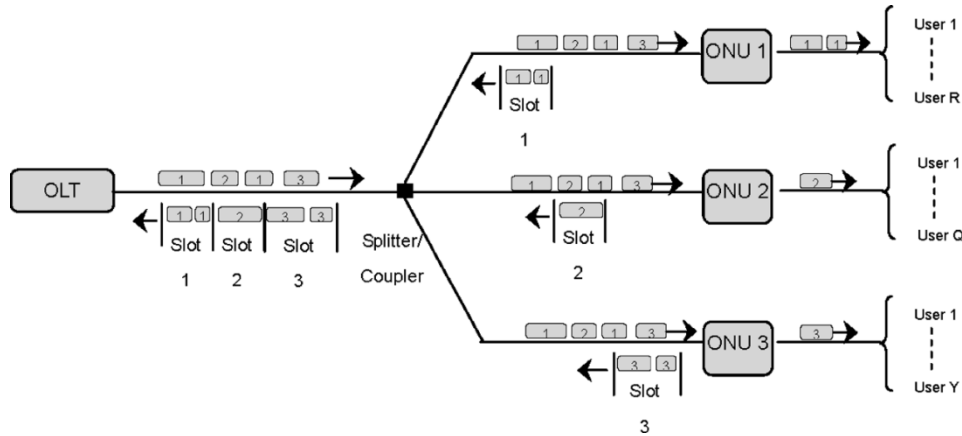 User 1
1 2 1 3
ONU 1
1 1
1 1
Slot
1
User R
OLT
1 2 1 3
1 1 2 3 3
Slot Slot Slot
1 2 3
Splitter/
Coupler
User 1
1 2 1 3
ONU 2
2
2
Slot
2
User Q
User 1
1 2 1 3
ONU 3
3
3 3
Slot
3
User Y